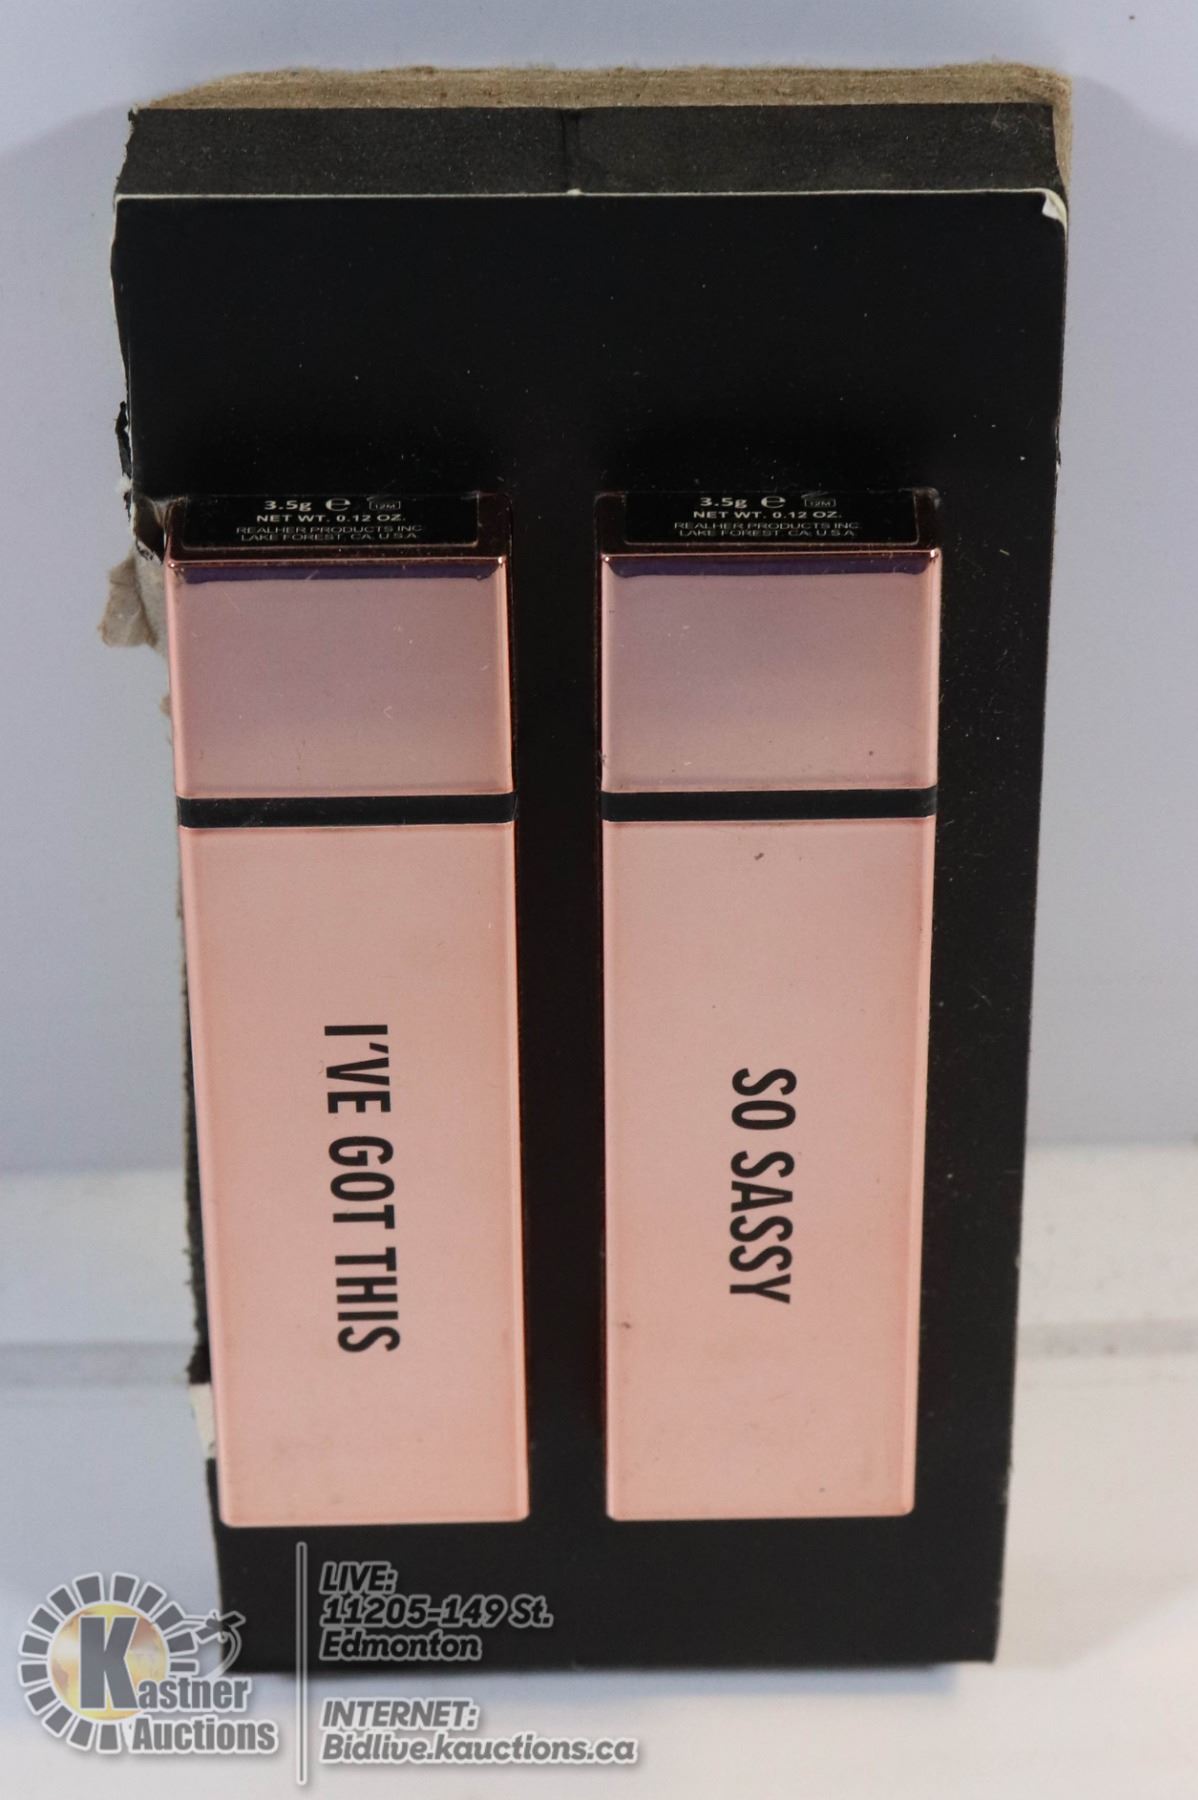 3.5g e 12M
NET WT. 0.12 OZ.
REALHER PRODUCTS INC
LAKE FOREST, CA, U.S.A
3.5g e 12M
NET WT. 0.12 OZ.
REALHER PRODUCTS INC.
LAKE FOREST, CA, U.S.A
I'VE GOT THIS
SO SASSY
Kastner
Auctions
LIVE:
11205-149 St.
Edmonton
INTERNET:
Bidlive.kauctions.ca